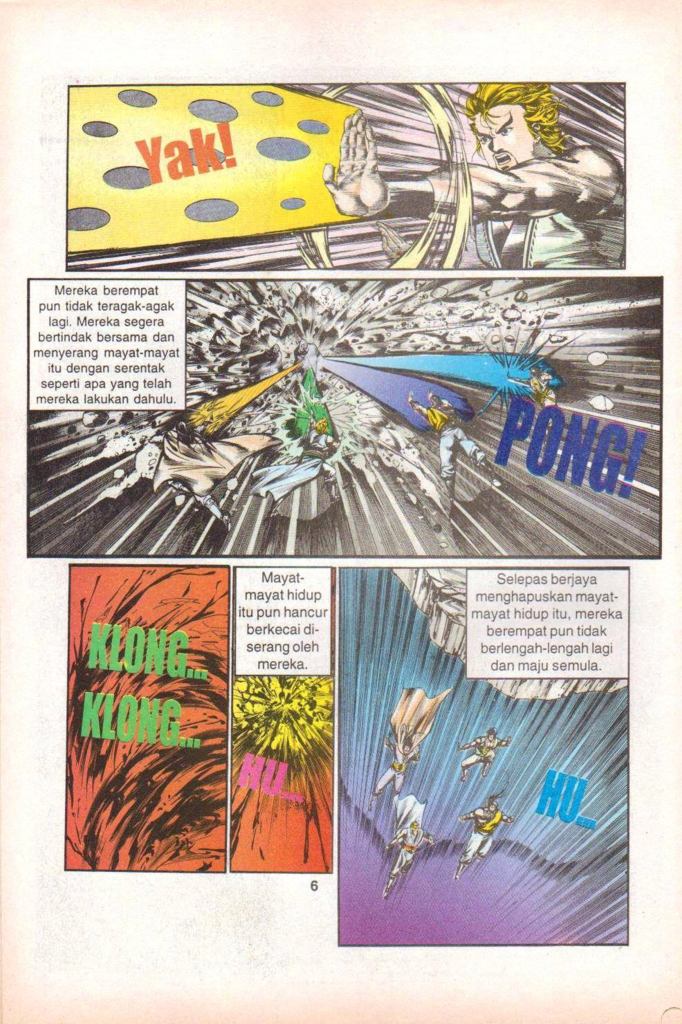 Yak!
Mereka berempat
pun tidak teragak-agak
lagi. Mereka segera
bertindak bersama dan
menyerang mayat-mayat
itu dengan serentak
seperti apa yang telah
mereka lakukan dahulu.
PONG!
KLONG...
KLONG...
Mayat-
mayat hidup
itu pun hancur
berkecai di-
serang oleh
mereka.
HU...
Selepas berjaya
menghapuskan mayat-
mayat hidup itu, mereka
berempat pun tidak
berlengah-lengah lagi
dan maju semula.
HU...
6